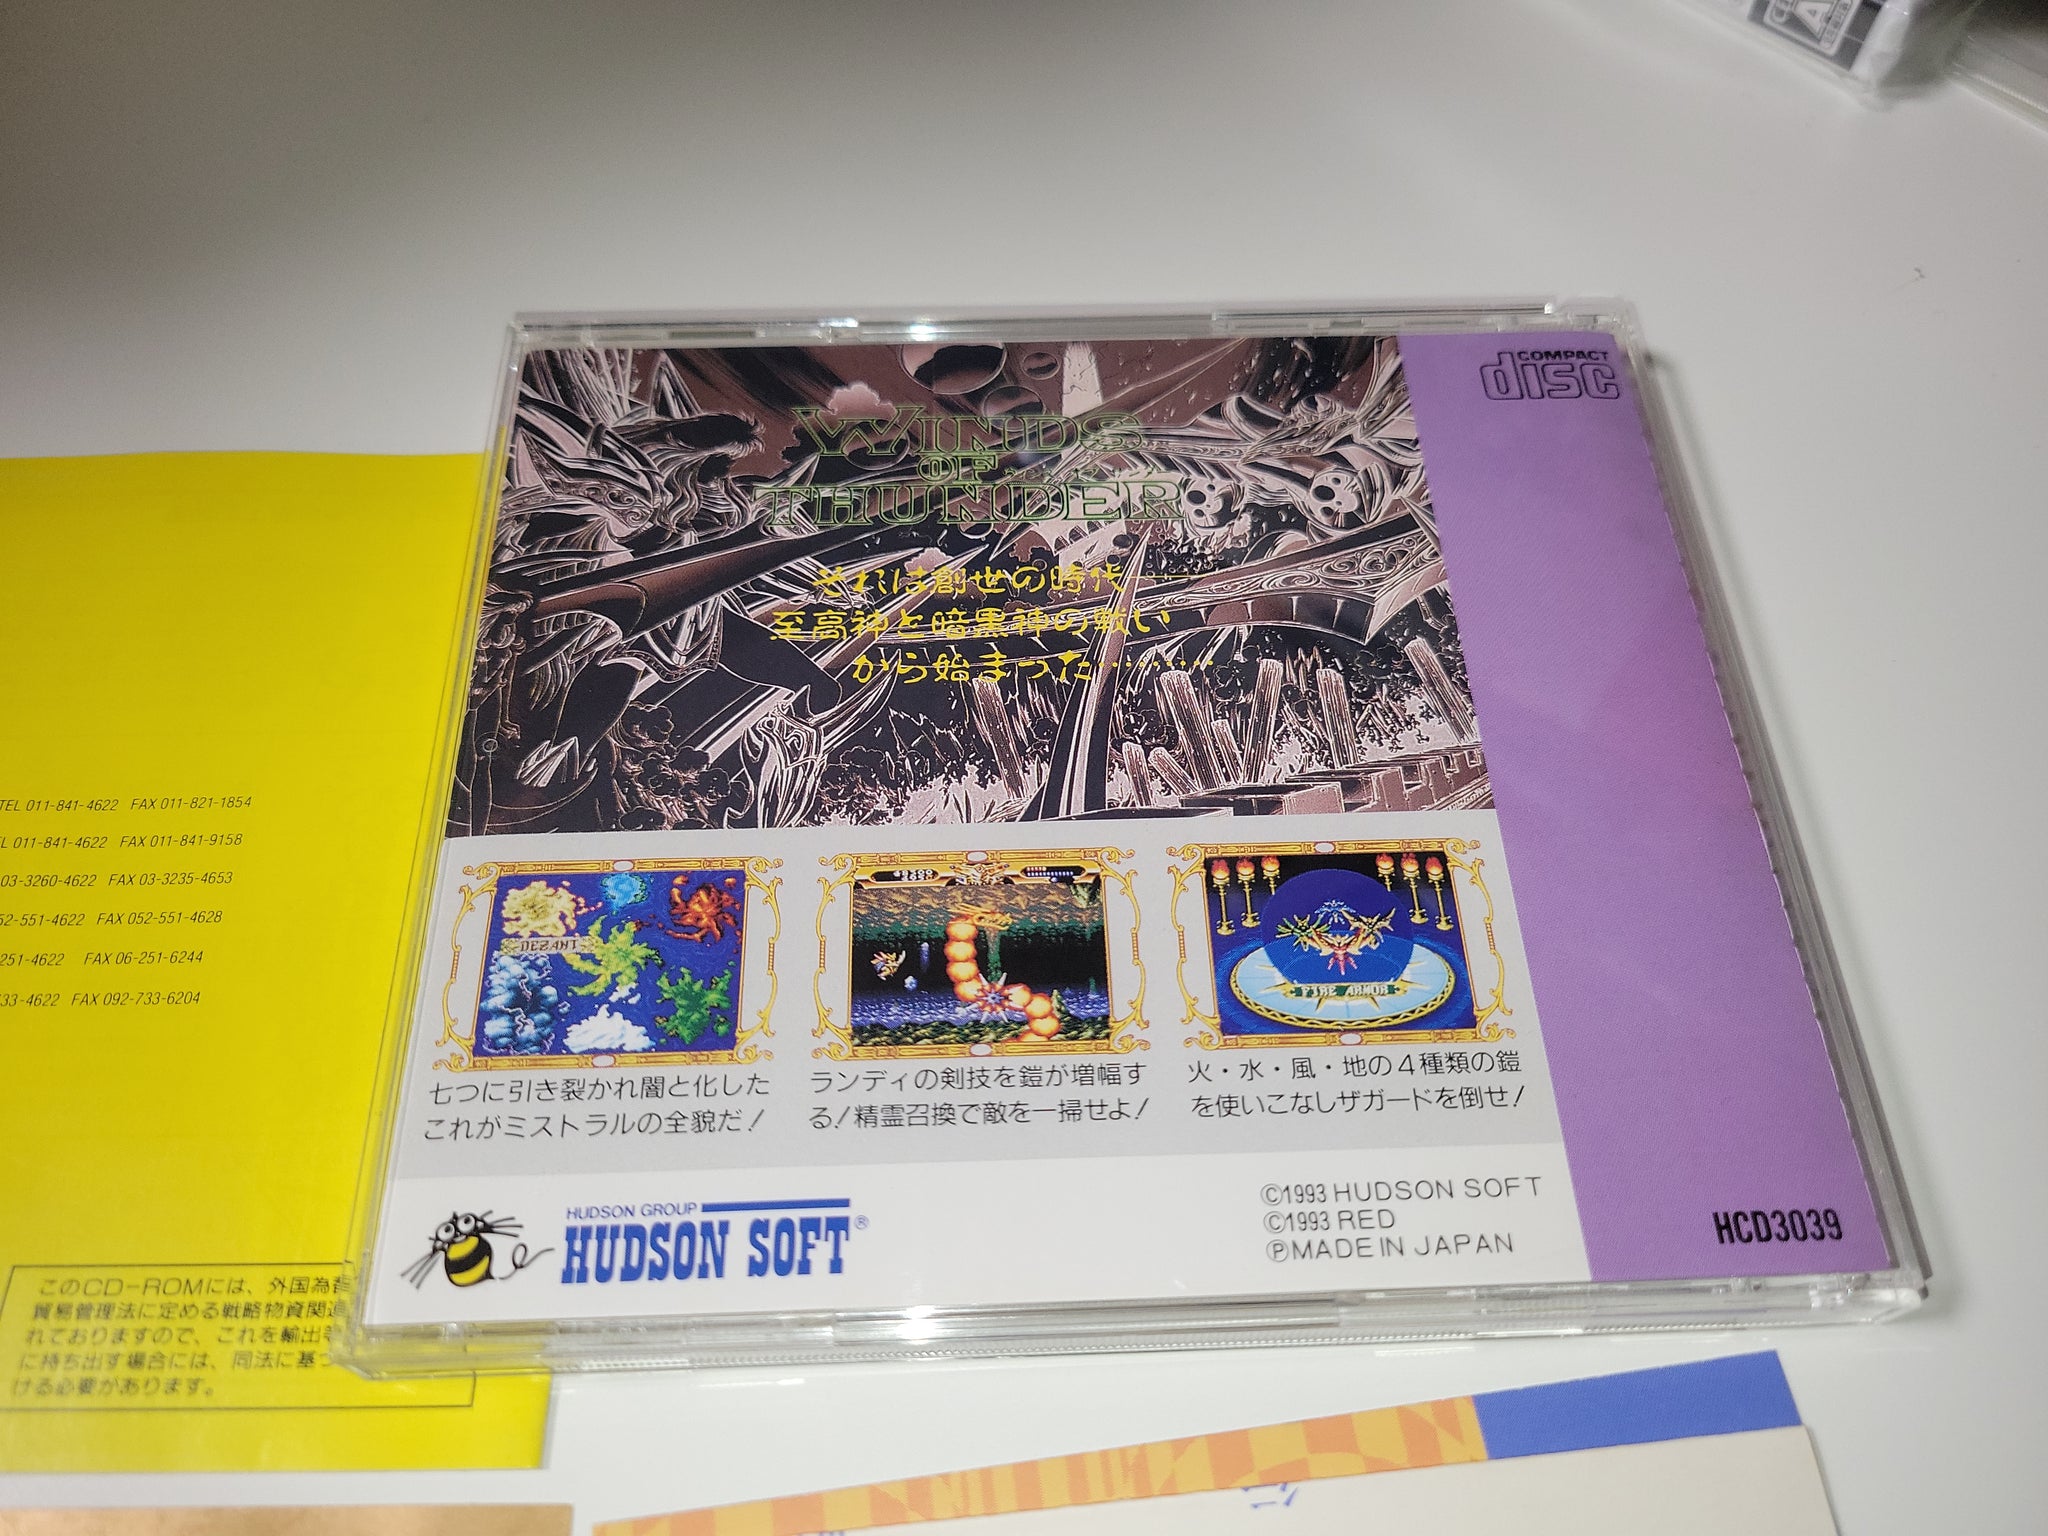 COMPACT
disc
WINDS
OF
THUNDER
それは創世の時代――
至高神と暗黒神の戦い
から始まった………
DEZANT
FIRE ARMOR
七つに引き裂かれ闇と化した
これがミストラルの全貌だ!
ランディの剣技を鎧が増幅す
る!精霊召換で敵を一掃せよ!
火・水・風・地の4種類の鎧
を使いこなしザガードを倒せ!
HUDSON GROUP
HUDSON SOFT®
©1993 HUDSON SOFT
©1993 RED
ⓅMADE IN JAPAN
HCD3039
TEL 011-841-4622 FAX 011-821-1854
L 011-841-4622 FAX 011-841-9158
03-3260-4622 FAX 03-3235-4653
52-551-4622 FAX 052-551-4628
251-4622 FAX 06-251-6244
733-4622 FAX 092-733-6204
このCD-ROMには、外国為替
貿易管理法に定める戦略物資関連
れておりますので、これを輸出等
に持ち出す場合には、同法に基づ
ける必要があります。